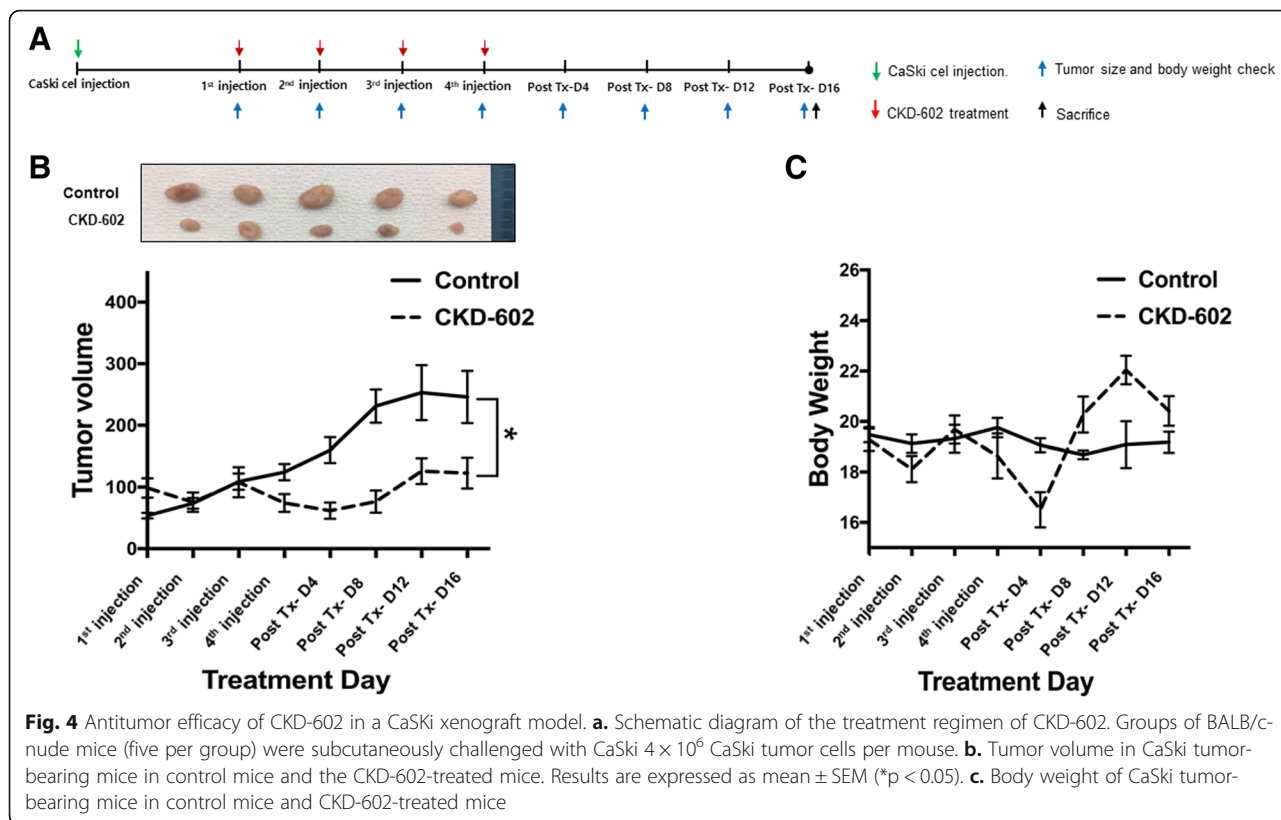 A
CaSki cel injection
1st injection
2nd injection
3rd injection
4th injection
Post Tx-D4
Post Tx- D8
Post Tx- D12
Post Tx- D16
CaSki cel injection.
Tumor size and body weight check
CKD-602 treatment
Sacrifice
B
Control
CKD-602
Control
CKD-602
400
300
200
100
0
Tumor volume
*
1st injection
2nd injection
3rd injection
4th injection
Post Tx- D4
Post Tx- D8
Post Tx- D12
Post Tx- D16
Treatment Day
C
Control
CKD-602
26
24
22
20
18
16
Body Weight
1st injection
2nd injection
3rd injection
4th injection
Post Tx- D4
Post Tx- D8
Post Tx- D12
Post Tx- D16
Treatment Day
Fig. 4 Antitumor efficacy of CKD-602 in a CaSKi xenograft model. a. Schematic diagram of the treatment regimen of CKD-602. Groups of BALB/c-
nude mice (five per group) were subcutaneously challenged with CaSki 4 × 10⁶ CaSki tumor cells per mouse. b. Tumor volume in CaSki tumor-
bearing mice in control mice and the CKD-602-treated mice. Results are expressed as mean ± SEM (*p < 0.05). c. Body weight of CaSki tumor-
bearing mice in control mice and CKD-602-treated mice